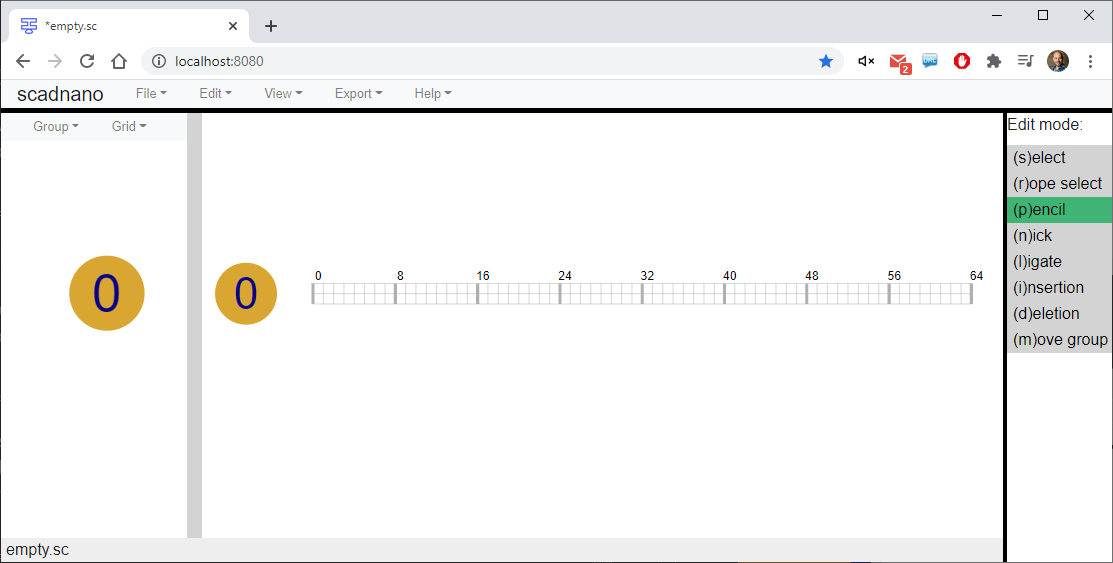 *empty.sc
localhost:8080
2
scadnano File Edit View Export Help
Group Grid
Edit mode:
(s)elect
(r)ope select
(p)encil
(n)ick
(l)igate
(i)nsertion
(d)eletion
(m)ove group
0
0
0 8 16 24 32 40 48 56 64
empty.sc